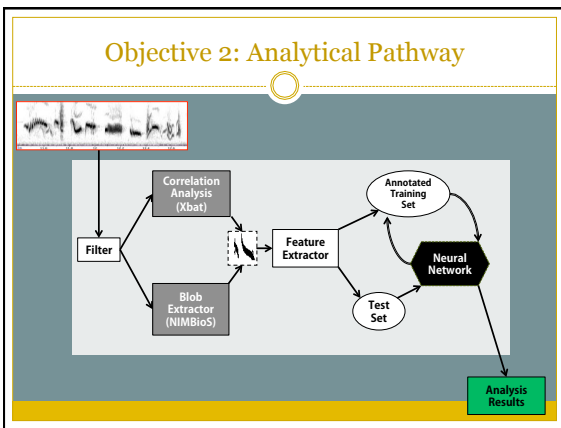 Objective 2: Analytical Pathway
Correlation
Analysis
(Xbat)
Annotated
Training
Set
Filter
Feature
Extractor
Neural
Network
Blob
Extractor
(NIMBioS)
Test
Set
Analysis
Results